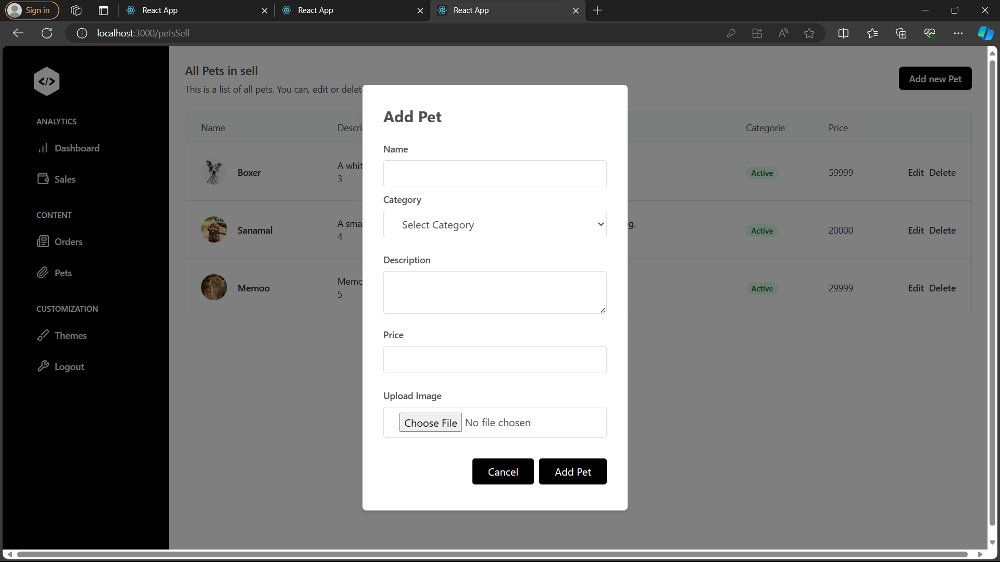 Sign in
React App
React App
React App
localhost:3000/petsSell
</>
ANALYTICS
Dashboard
Sales
CONTENT
Orders
Pets
CUSTOMIZATION
Themes
Logout
All Pets in sell
This is a list of all pets. You can, edit or delet
Add new Pet
Name Descri Categorie Price
Boxer A whit
3 Active 59999 Edit Delete
Sanamal A sma g.
4 Active 20000 Edit Delete
Memoo Memo
5 Active 29999 Edit Delete
Add Pet
Name
Category
Select Category
Description
Price
Upload Image
Choose File No file chosen
Cancel Add Pet